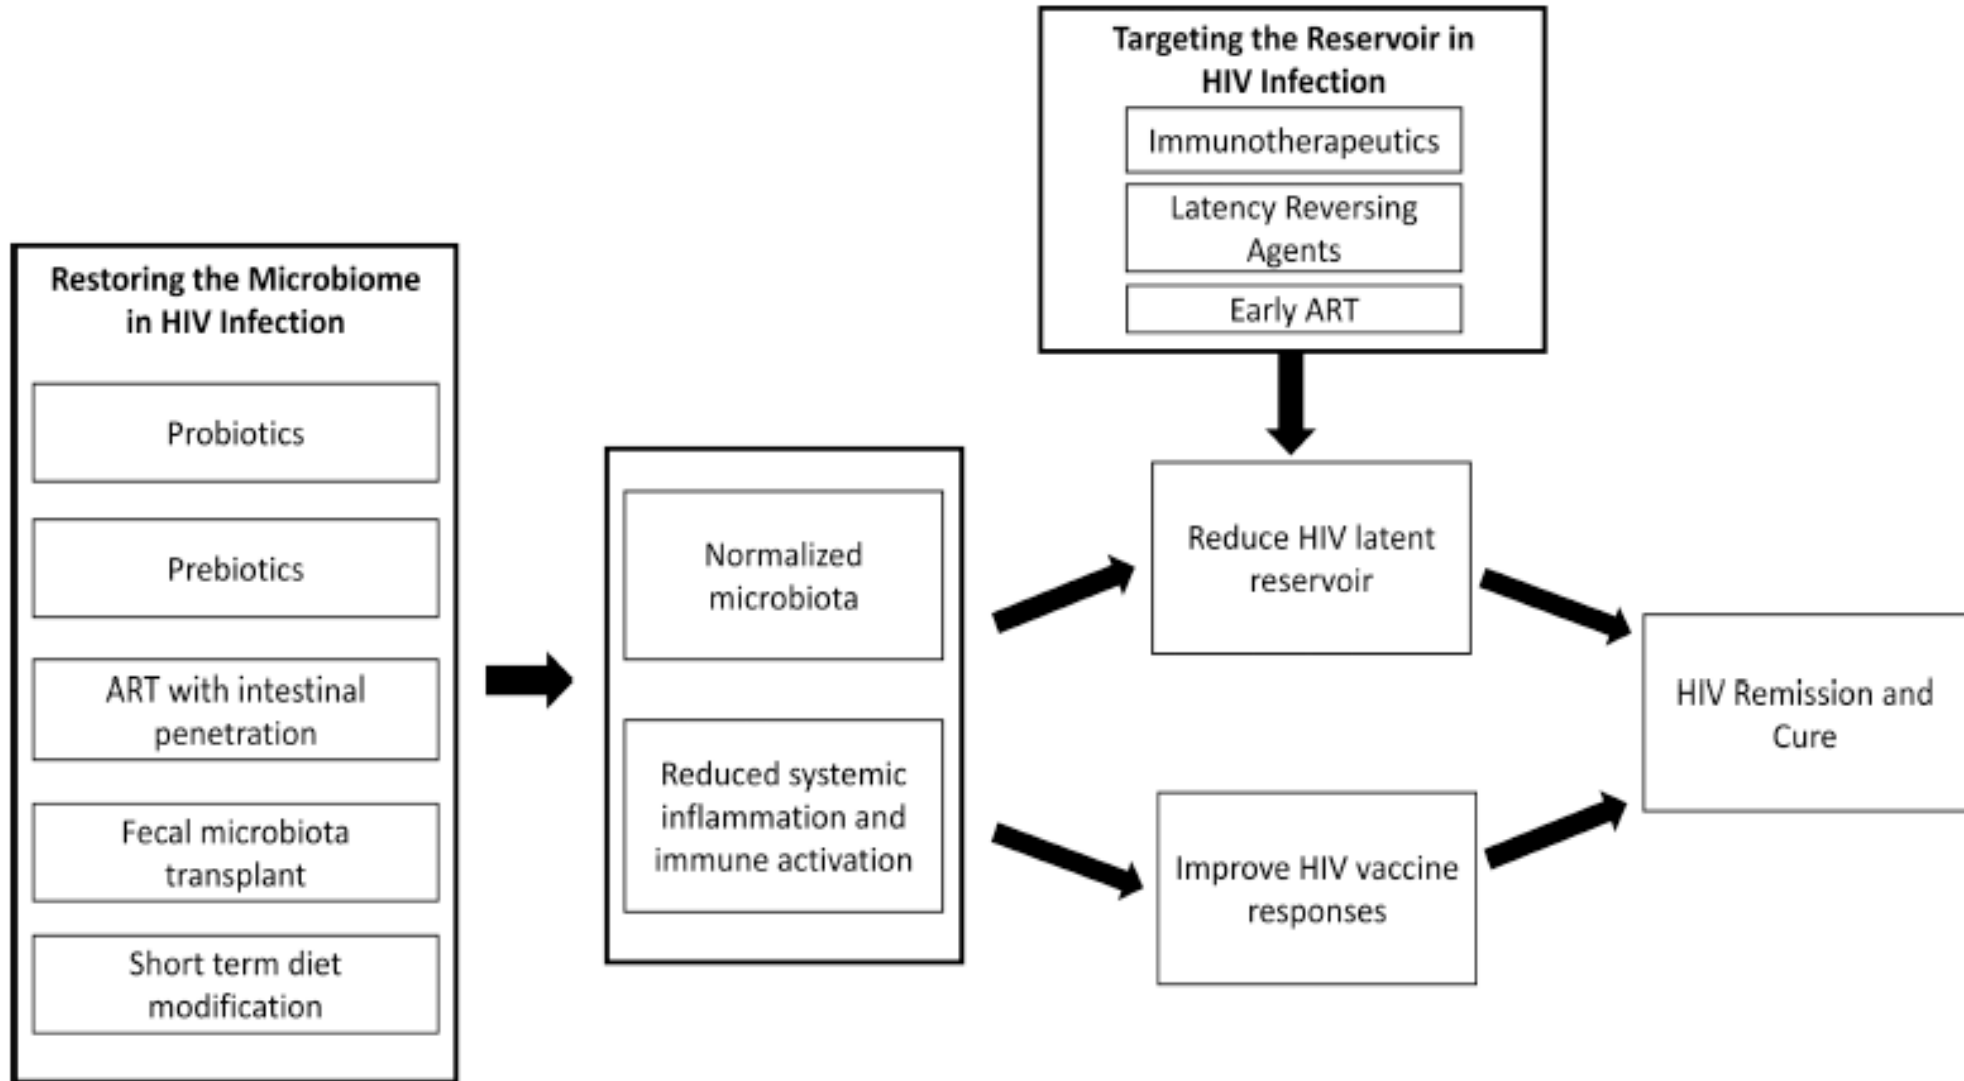 Targeting the Reservoir in
HIV Infection
Immunotherapeutics
Latency Reversing
Agents
Early ART
Restoring the Microbiome
in HIV Infection
Probiotics
Prebiotics
ART with intestinal
penetration
Fecal microbiota
transplant
Short term diet
modification
Normalized
microbiota
Reduced systemic
inflammation and
immune activation
Reduce HIV latent
reservoir
Improve HIV vaccine
responses
HIV Remission and
Cure